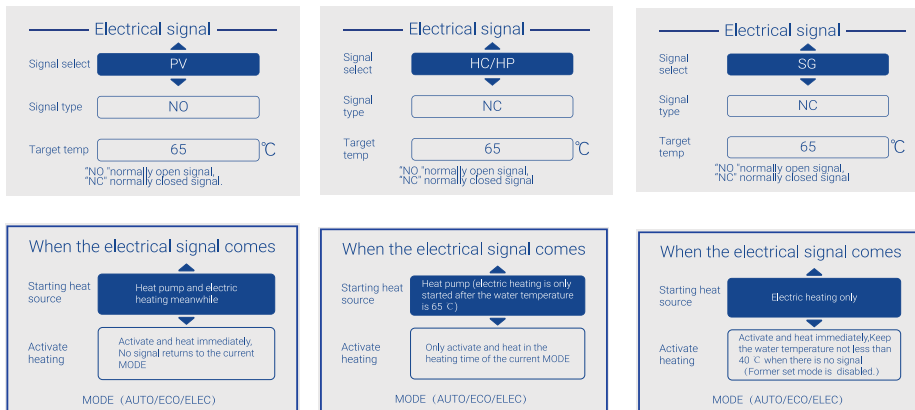 Electrical signal
Signal select
PV
Signal type
NO
Target temp
65
℃
"NO "normally open signal,
"NC" normally closed signal.
Electrical signal
Signal
select
HC/HP
Signal
type
NC
Target
temp
65
℃
"NO "normally open signal,
"NC" normally closed signal
Electrical signal
Signal
select
SG
Signal
type
NC
Target
temp
65
℃
"NO "normally open signal,
"NC" normally closed signal
When the electrical signal comes
Starting heat
source
Heat pump and electric
heating meanwhile
Activate
heating
Activate and heat immediately,
No signal returns to the current
MODE
MODE (AUTO/ECO/ELEC)
When the electrical signal comes
Starting heat
source
Heat pump (electric heating is only
started after the water temperature
is 65 ℃)
Activate
heating
Only activate and heat in the
heating time of the current MODE
MODE (AUTO/ECO/ELEC)
When the electrical signal comes
Starting heat
source
Electric heating only
Activate
heating
Activate and heat immediately,Keep
the water temperature not less than
40 ℃ when there is no signal
(Former set mode is disabled.)
MODE (AUTO/ECO/ELEC)